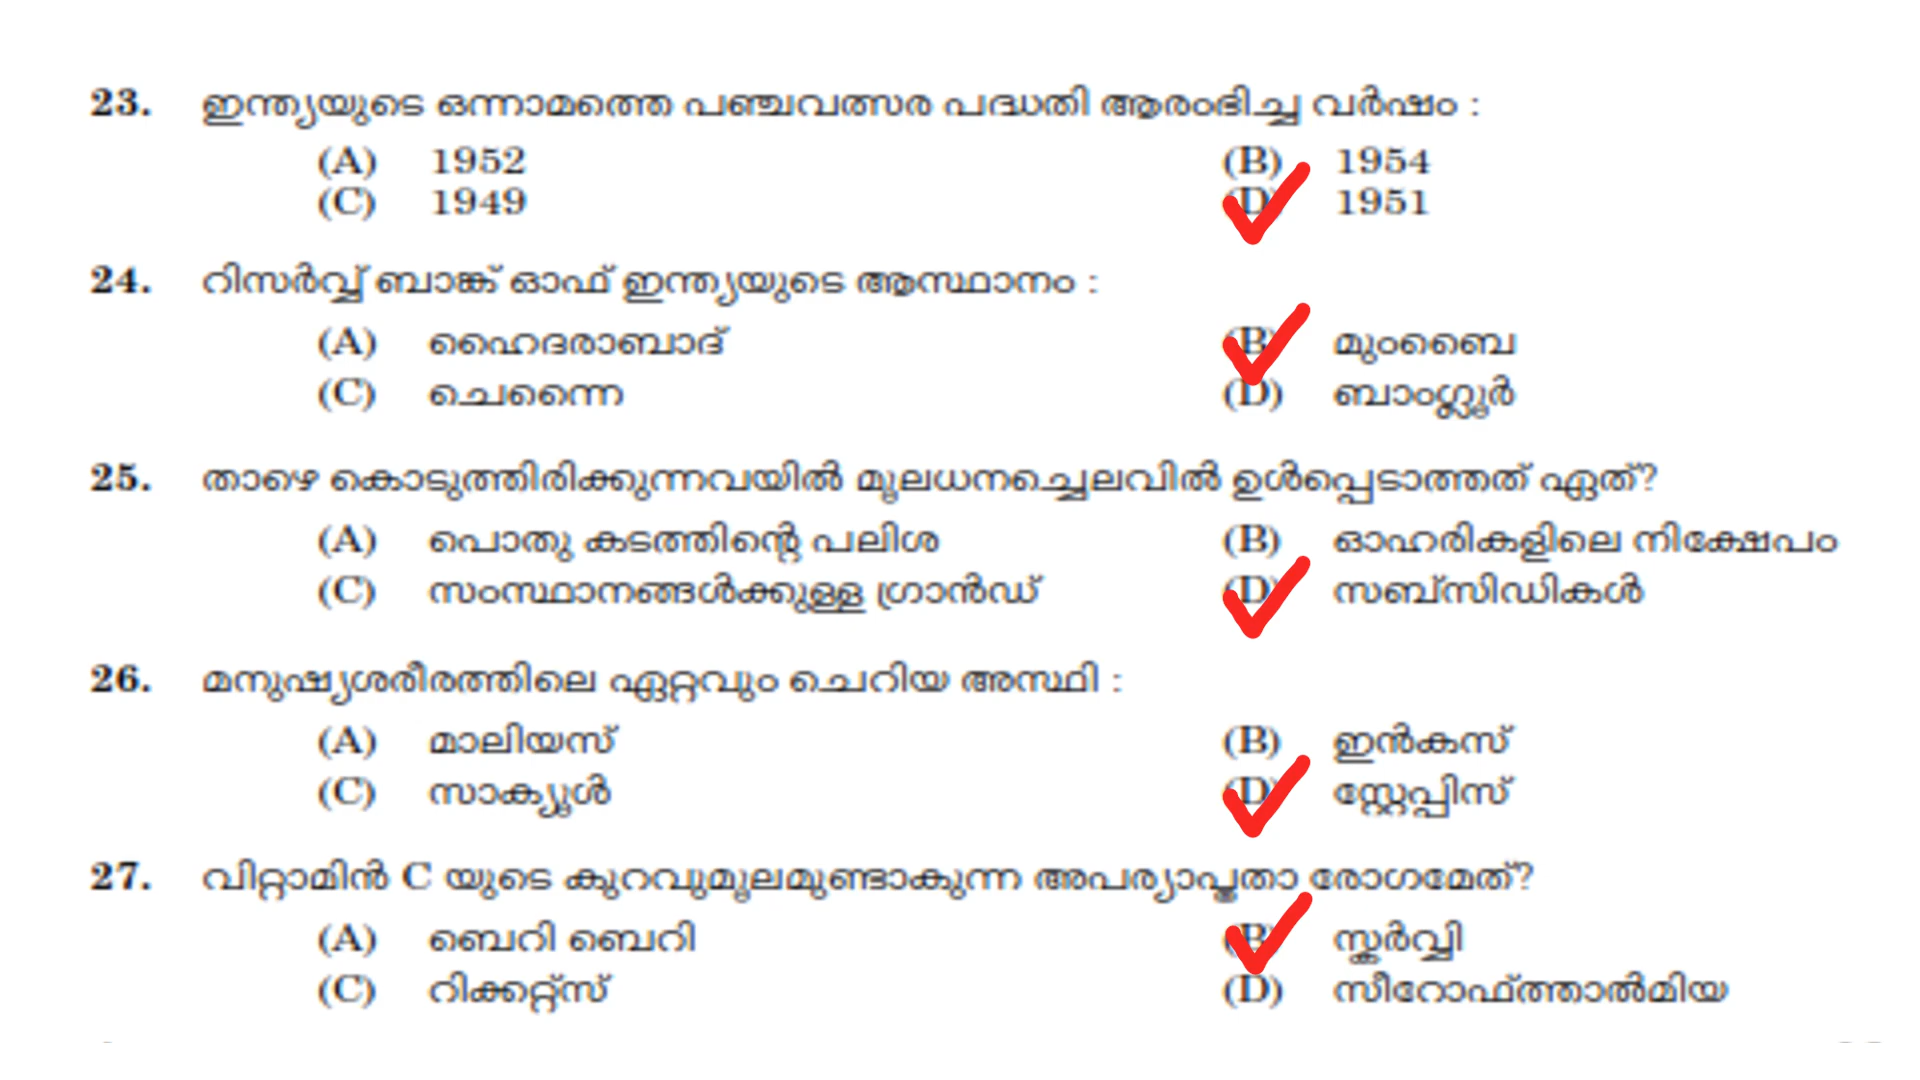 23. ഇന്ത്യയുടെ ഒന്നാമത്തെ പഞ്ചവത്സര പദ്ധതി ആരംഭിച്ച വർഷം :
(A) 1952 (B) 1954
(C) 1949 (D) 1951
24. റിസർവ്വ് ബാങ്ക് ഓഫ് ഇന്ത്യയുടെ ആസ്ഥാനം :
(A) ഹൈദരാബാദ് (B) മുംബൈ
(C) ചെന്നൈ (D) ബാംഗ്ലൂർ
25. താഴെ കൊടുത്തിരിക്കുന്നവയിൽ മൂലധനച്ചെലവിൽ ഉൾപ്പെടാത്തത് ഏത്?
(A) പൊതു കടത്തിന്റെ പലിശ (B) ഓഹരികളിലെ നിക്ഷേപം
(C) സംസ്ഥാനങ്ങൾക്കുള്ള ഗ്രാൻഡ് (D) സബ്സിഡികൾ
26. മനുഷ്യശരീരത്തിലെ ഏറ്റവും ചെറിയ അസ്ഥി :
(A) മാലിയസ് (B) ഇൻകസ്
(C) സാക്യൂൾ (D) സ്റ്റേപ്പിസ്
27. വിറ്റാമിൻ C യുടെ കുറവുമൂലമുണ്ടാകുന്ന അപര്യാപ്തതാ രോഗമേത്?
(A) ബെറി ബെറി (B) സ്കർവ്വി
(C) റിക്കറ്റ്സ് (D) സീറോഫ്ത്താൽമിയ